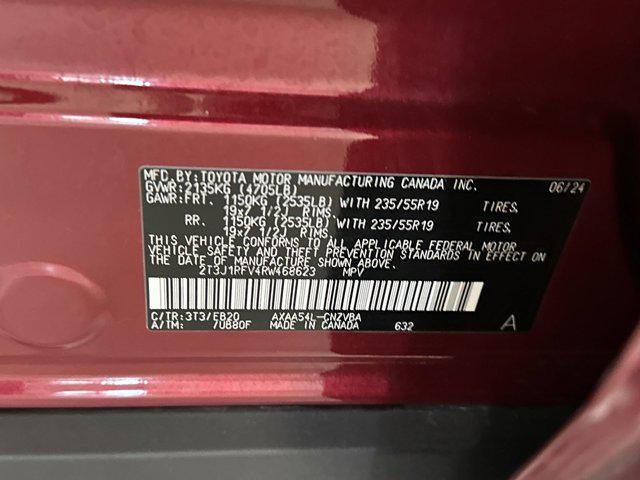 MFD.BY:TOYOTA MOTOR MANUFACTURING CANADA INC. 06/24
GVWR:2135KG (4705LB)
GAWR:FRT. 1150KG (2535LB) WITH 235/55R19 TIRES,
19x7 1/2J RIMS,
RR. 1150KG (2535LB) WITH 235/55R19 TIRES,
19x7 1/2J RIMS
THIS VEHICLE CONFORMS TO ALL APPLICABLE FEDERAL MOTOR
VEHICLE SAFETY AND THEFT PREVENTION STANDARDS IN EFFECT ON
THE DATE OF MANUFACTURE SHOWN ABOVE.
2T3J1RFV4RW468623 MPV
C/TR:3T3/EB20 AXAA54L-CNZVBA
A/TM: /UB80F MADE IN CANADA 632 A